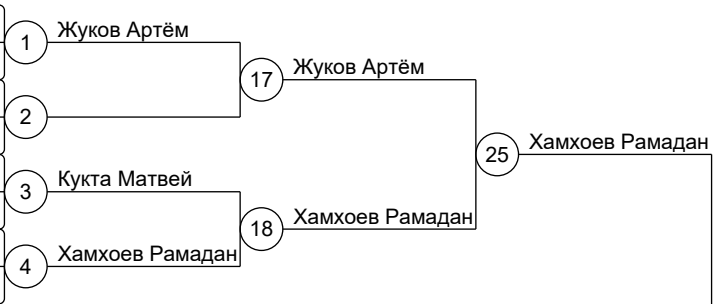 Жуков Артём
1
Жуков Артём
17
2
Хамхоев Рамадан
25
Кукта Матвей
3
Хамхоев Рамадан
18
Хамхоев Рамадан
4